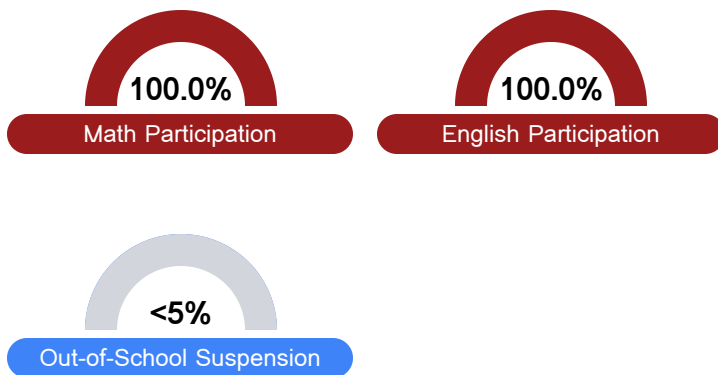 100.0%
Math Participation
100.0%
English Participation
<5%
Out-of-School Suspension